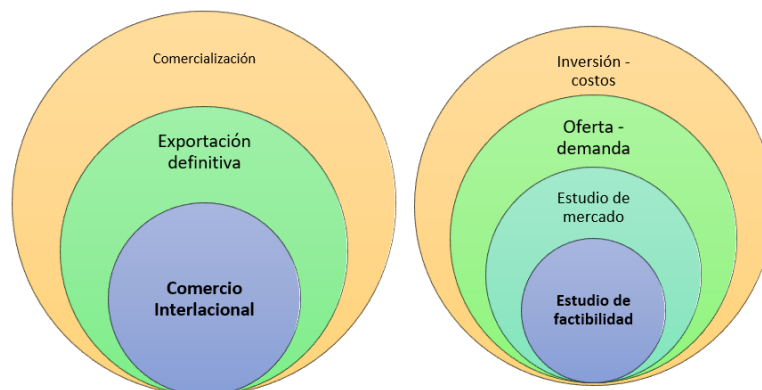 Comercialización
Exportación
definitiva
Comercio
Interlacional
Inversión -
costos
Oferta -
demanda
Estudio de
mercado
Estudio de
factibilidad